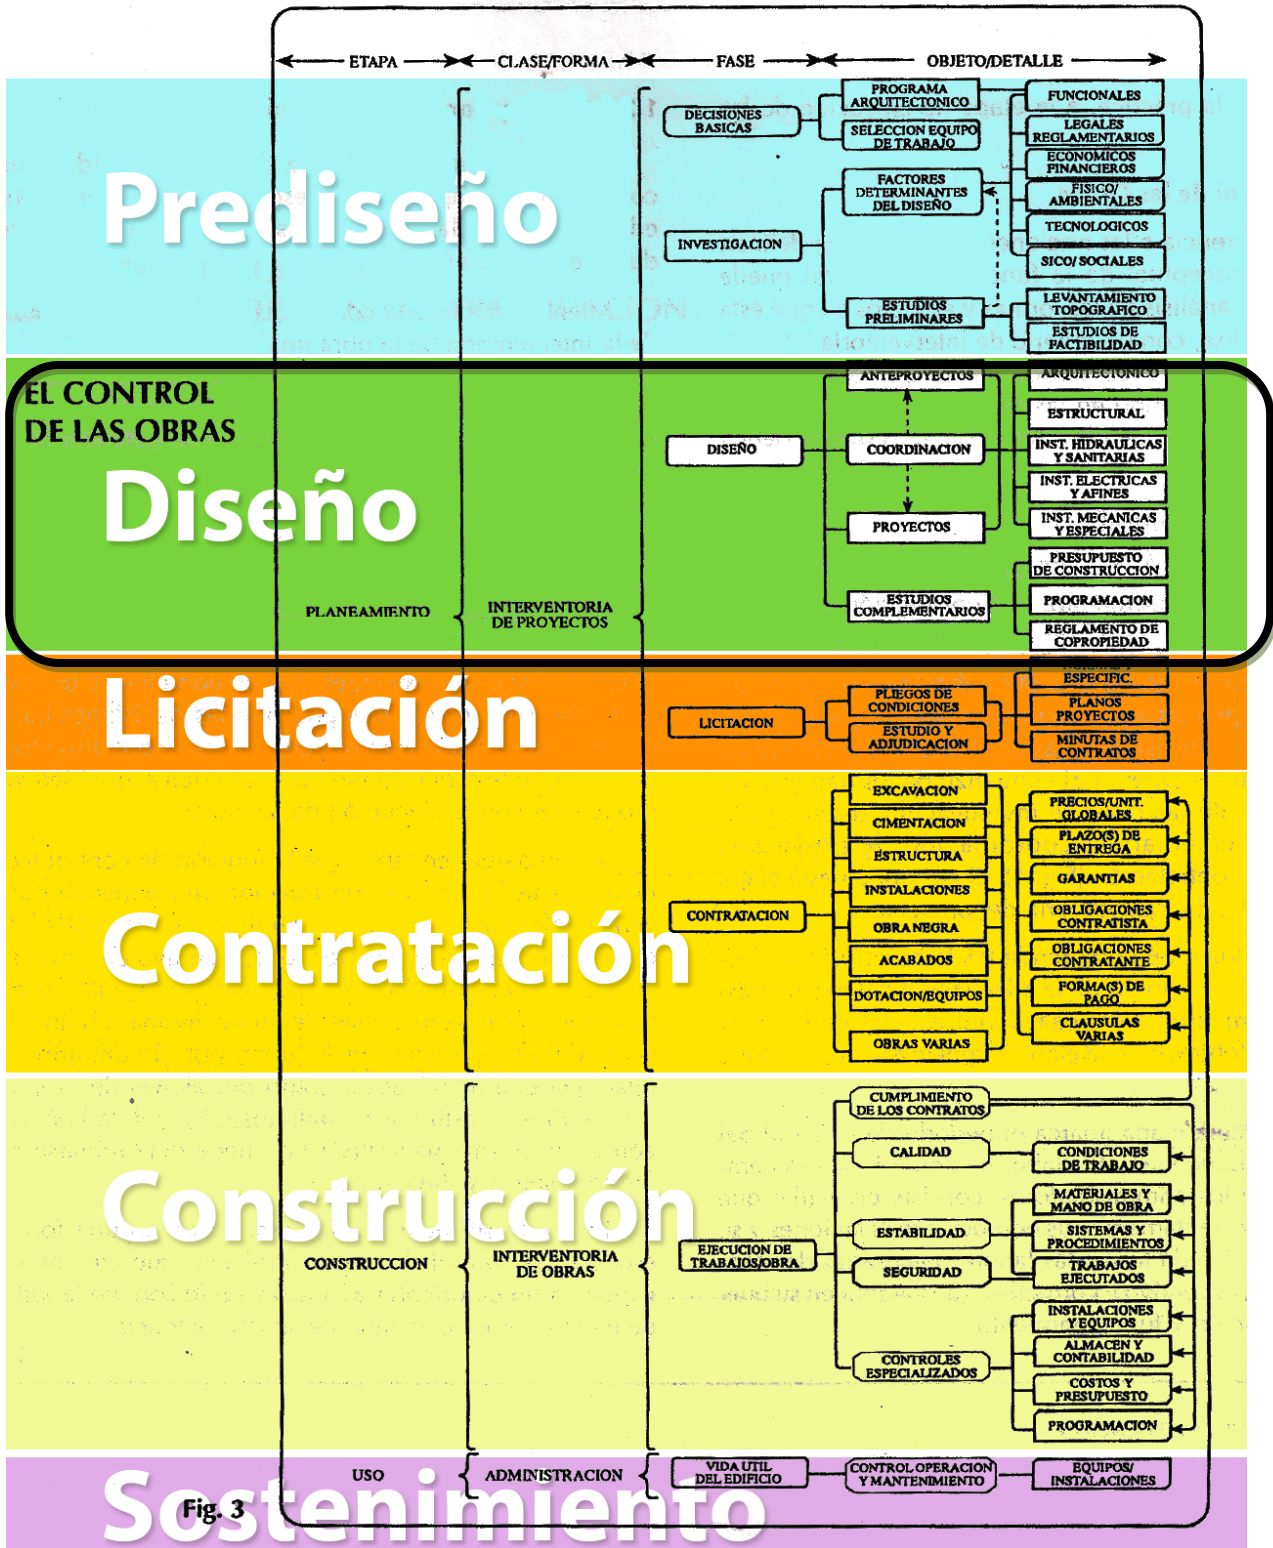 ETAPA CLASE/FORMA FASE OBJETO/DETALLE
Prediseño
DECISIONES
BASICAS
PROGRAMA
ARQUITECTONICO
SELECCION EQUIPO
DE TRABAJO
FUNCIONALES
LEGALES
REGLAMENTARIOS
ECONOMICOS
FINANCIEROS
FISICO/
AMBIENTALES
TECNOLOGICOS
SICO/SOCIALES
INVESTIGACION
FACTORES
DETERMINANTES
DEL DISEÑO
ESTUDIOS
PRELIMINARES
LEVANTAMIENTO
TOPOGRAFICO
ESTUDIOS DE
FACTIBILIDAD
EL CONTROL
DE LAS OBRAS
Diseño
PLANEAMIENTO
INTERVENTORIA
DE PROYECTOS
DISEÑO
ANTEPROYECTOS
COORDINACION
PROYECTOS
ARQUITECTONICO
ESTRUCTURAL
INST. HIDRAULICAS
Y SANITARIAS
INST. ELECTRICAS
Y AFINES
INST. MECANICAS
Y ESPECIALES
ESTUDIOS
COMPLEMENTARIOS
PRESUPUESTO
DE CONSTRUCCION
PROGRAMACION
REGLAMENTO DE
COPROPIEDAD
Licitación
LICITACION
PLIEGOS DE
CONDICIONES
ESTUDIO Y
ADJUDICACION
NORMAS Y
ESPECIFIC.
PLANOS
PROYECTOS
MINUTAS DE
CONTRATOS
Contratación
CONTRATACION
EXCAVACION
CIMENTACION
ESTRUCTURA
INSTALACIONES
OBRA NEGRA
ACABADOS
DOTACION/EQUIPOS
OBRAS VARIAS
PRECIOS/UNIT.
GLOBALES
PLAZO(S) DE
ENTREGA
GARANTIAS
OBLIGACIONES
CONTRATISTA
OBLIGACIONES
CONTRATANTE
FORMA(S) DE
PAGO
CLAUSULAS
VARIAS
Construcción
CONSTRUCCION
INTERVENTORIA
DE OBRAS
EJECUCION DE
TRABAJOS/OBRA
CUMPLIMIENTO
DE LOS CONTRATOS
CALIDAD
CONDICIONES
DE TRABAJO
ESTABILIDAD
SEGURIDAD
MATERIALES Y
MANO DE OBRA
SISTEMAS Y
PROCEDIMIENTOS
TRABAJOS
EJECUTADOS
CONTROLES
ESPECIALIZADOS
INSTALACIONES
Y EQUIPOS
ALMACEN Y
CONTABILIDAD
COSTOS Y
PRESUPUESTO
PROGRAMACION
Sostenimiento
USO
ADMINISTRACION
VIDA UTIL
DEL EDIFICIO
CONTROL OPERACION
Y MANTENIMIENTO
EQUIPOS/
INSTALACIONES
Fig. 3